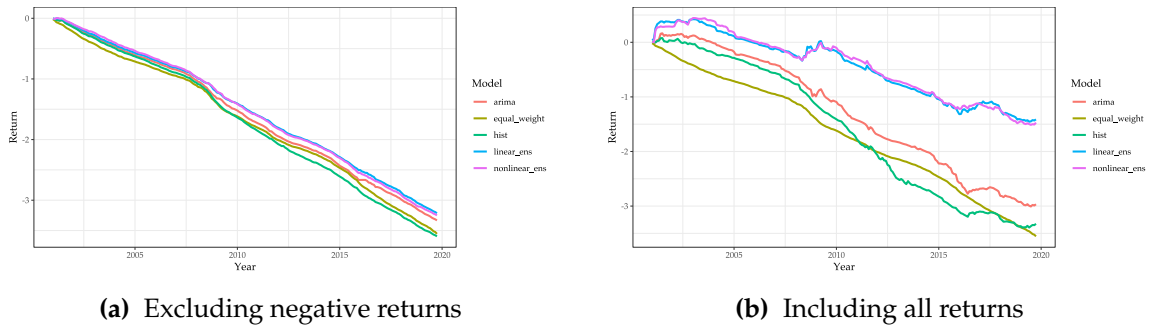 0
-1
-2
-3
Return
2005
2010
2015
2020
Year
Model
arima
equal_weight
hist
linear_ens
nonlinear_ens
(a) Excluding negative returns
0
-1
-2
-3
Return
2005
2010
2015
2020
Year
Model
arima
equal_weight
hist
linear_ens
nonlinear_ens
(b) Including all returns